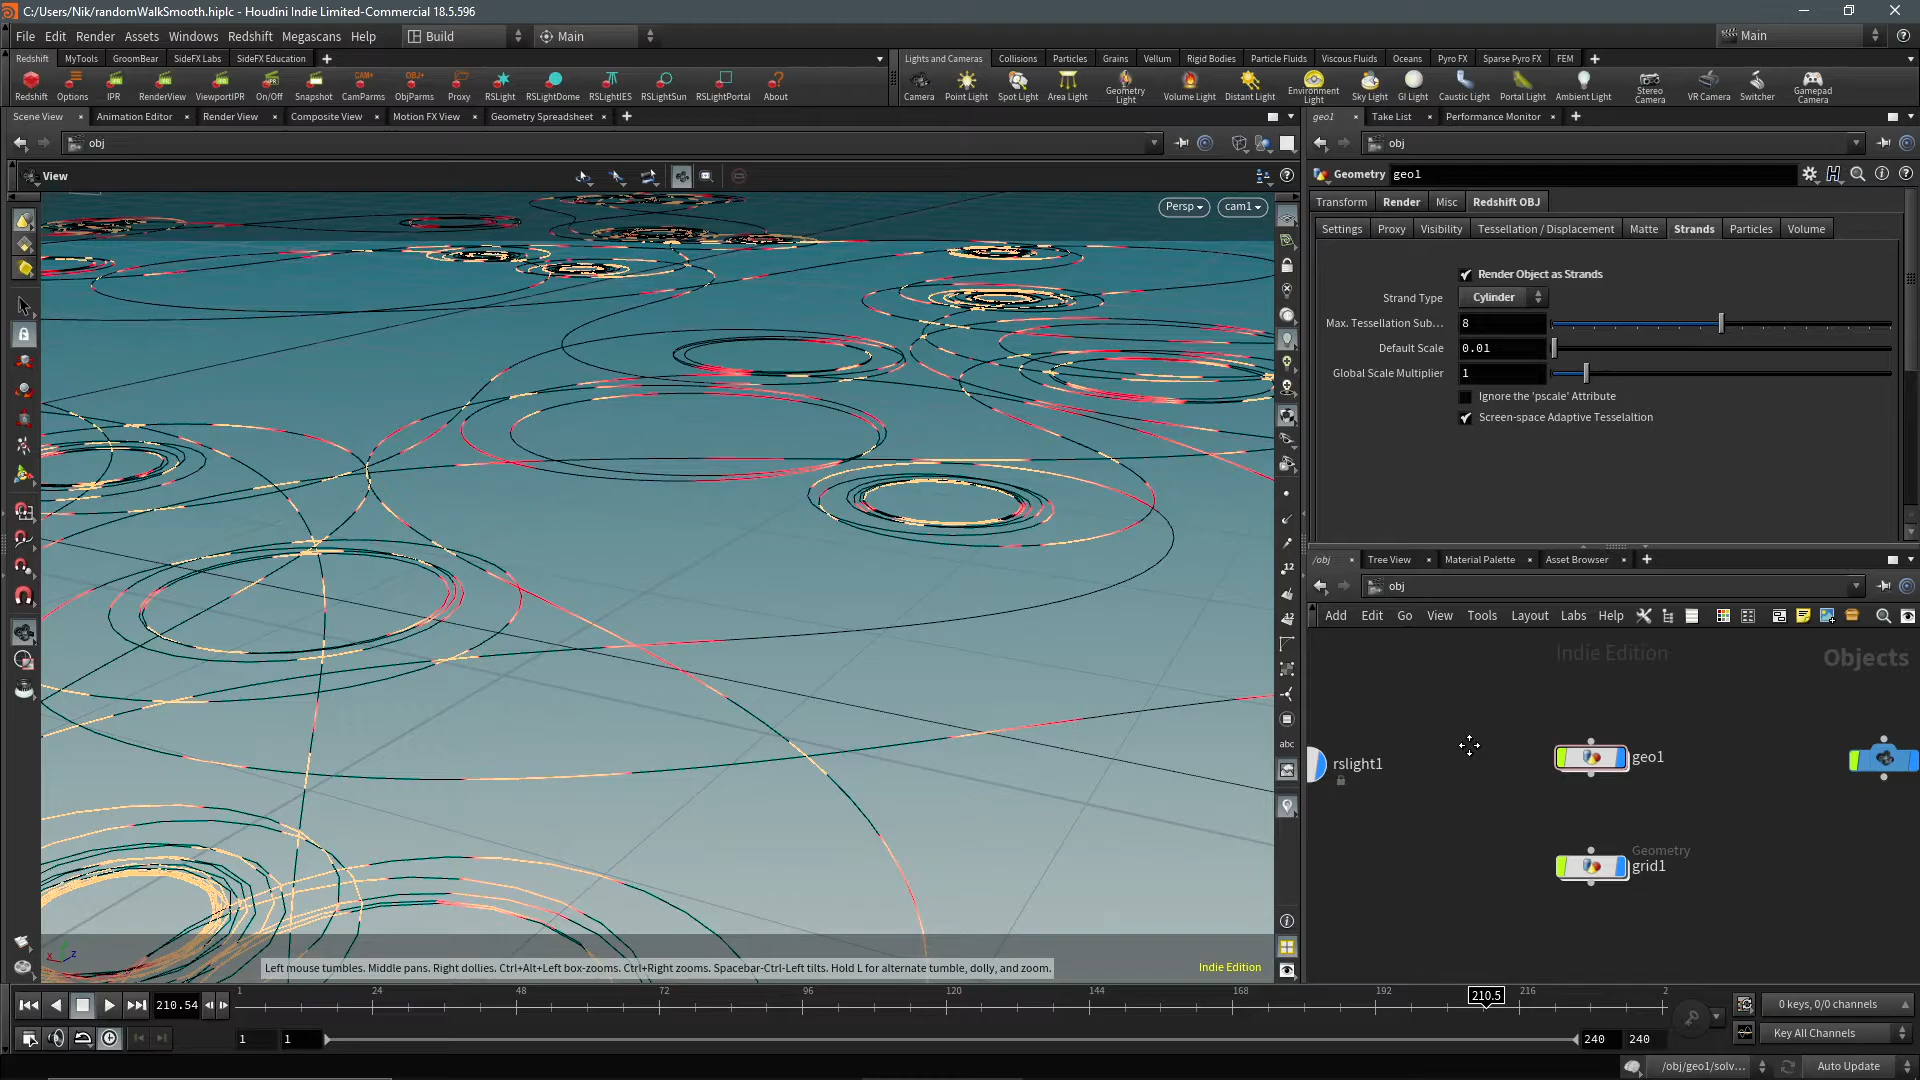 C:/Users/Nik/randomWalkSmooth.hiplc - Houdini Indie Limited-Commercial 18.5.596
File Edit Render Assets Windows Redshift Megascans Help Build Main Main
Redshift MyTools GroomBear SideFX Labs SideFX Education
Lights and Cameras Collisions Particles Grains Vellum Rigid Bodies Particle Fluids Viscous Fluids Oceans Pyro FX Sparse Pyro FX FEM
Redshift Options IPR RenderView ViewportIPR On/Off Snapshot CamParms ObjParms Proxy RSLight RSLightDome RSLightIES RSLightSun RSLightPortal About
Camera Point Light Spot Light Area Light Geometry Light Volume Light Distant Light Environment Light Sky Light GI Light Caustic Light Portal Light Ambient Light Stereo Camera VR Camera Switcher Gamepad Camera
Scene View Animation Editor Render View Composite View Motion FX View Geometry Spreadsheet
geo1 Take List Performance Monitor
obj
obj
View
Geometry geo1
Persp cam1
Transform Render Misc Redshift OBJ
Settings Proxy Visibility Tessellation / Displacement Matte Strands Particles Volume
Render Object as Strands
Strand Type Cylinder
Max. Tessellation Sub... 8
Default Scale 0.01
Global Scale Multiplier 1
Ignore the 'pscale' Attribute
Screen-space Adaptive Tesselaltion
/obj Tree View Material Palette Asset Browser
obj
Add Edit Go View Tools Layout Labs Help
Indie Edition
Objects
geo1
rslight1
Geometry
grid1
abc
Left mouse tumbles. Middle pans. Right dollies. Ctrl+Alt+Left box-zooms. Ctrl+Right zooms. Spacebar-Ctrl-Left tilts. Hold L for alternate tumble, dolly, and zoom.
Indie Edition
x z
210.54 1 24 48 72 96 120 144 168 192 210.5 216 2
0 keys, 0/0 channels
1 1 240 240
Key All Channels
/obj/geo1/solv... Auto Update